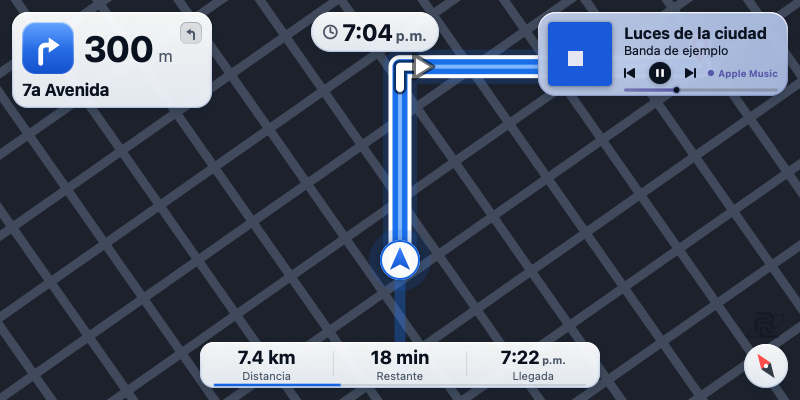 300 m
7a Avenida
7:04 p.m.
Luces de la ciudad
Banda de ejemplo
Apple Music
7.4 km
Distancia
18 min
Restante
7:22 p.m.
Llegada